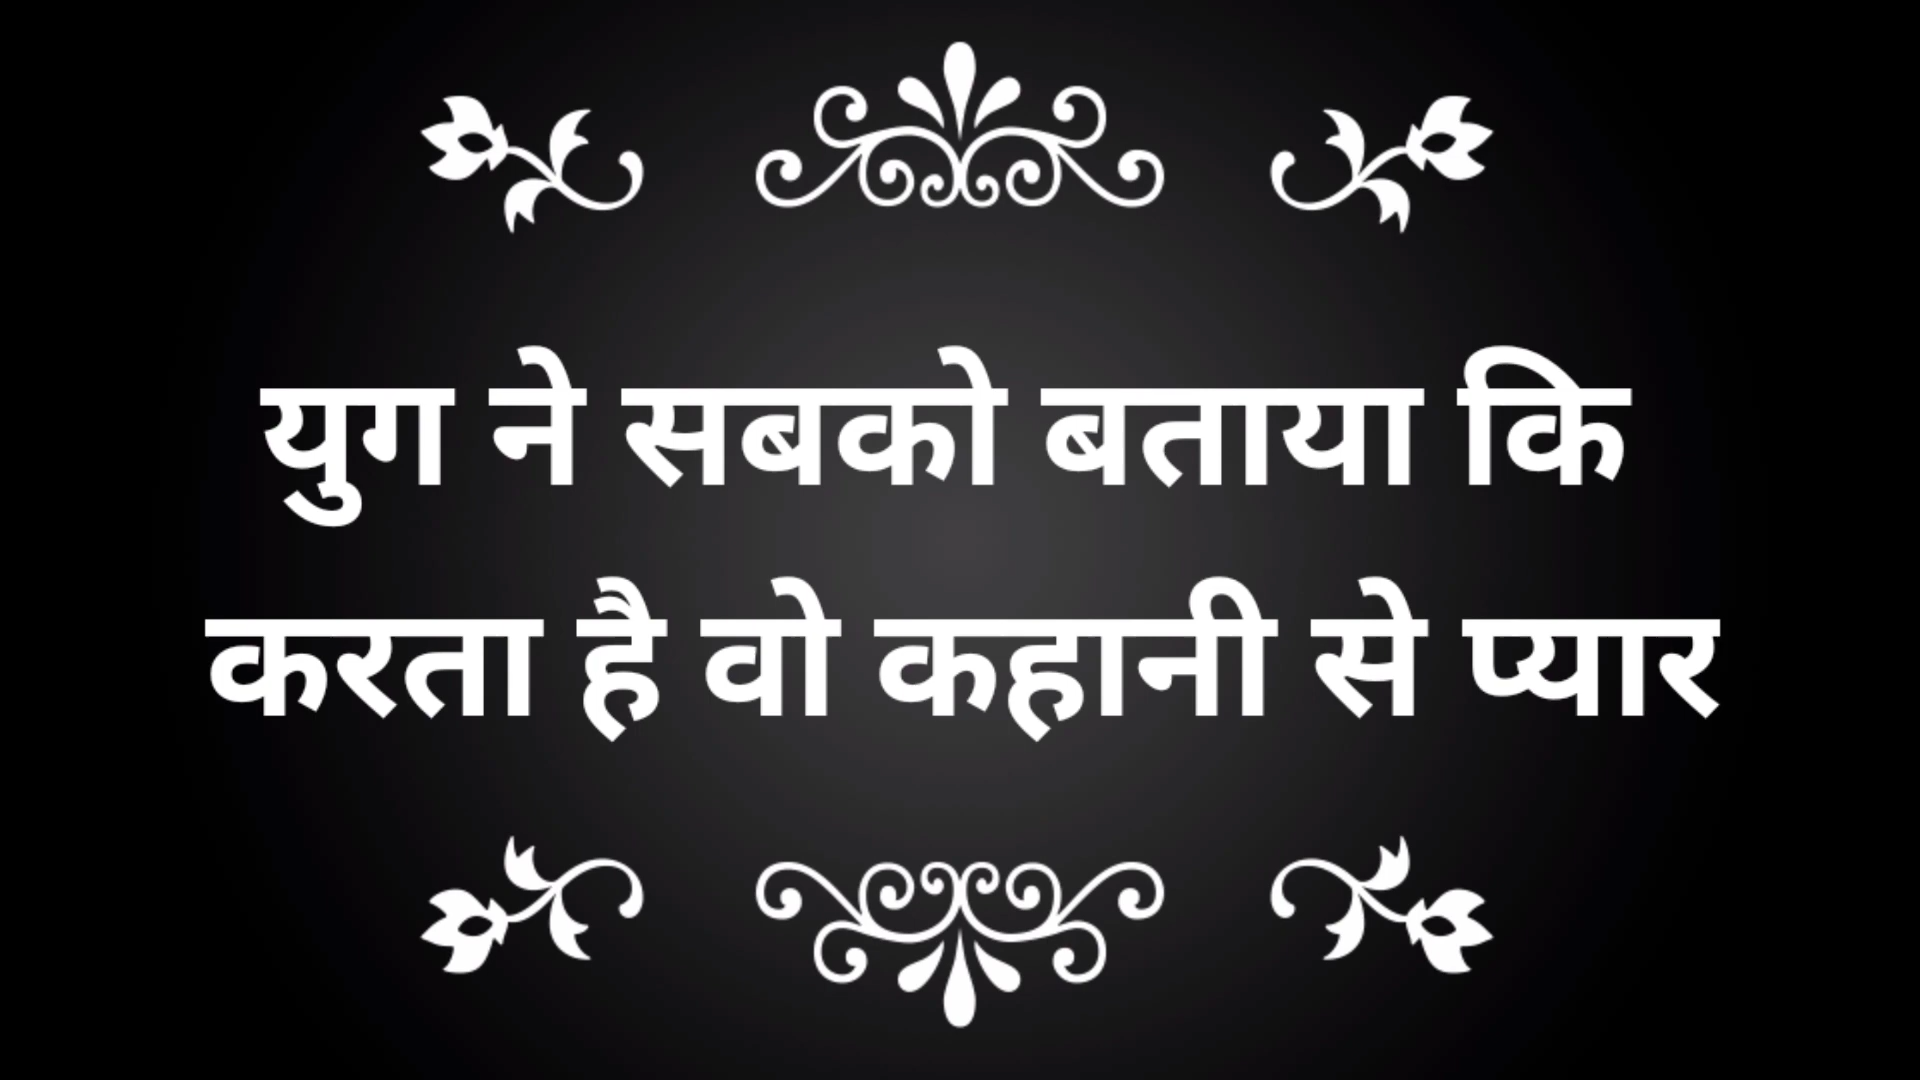 युग ने सबको बताया कि
करता है वो कहानी से प्यार